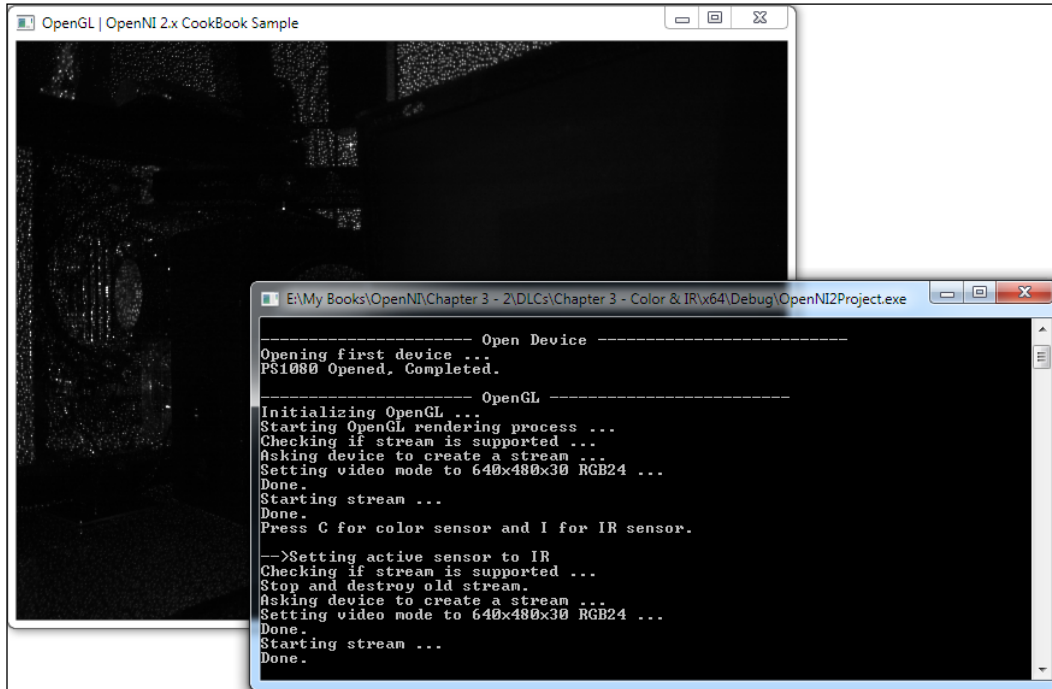 OpenGL | OpenNI 2.x CookBook Sample
E:\My Books\OpenNI\Chapter 3 - 2\DLCs\Chapter 3 - Color & IR\x64\Debug\OpenNI2Project.exe
---------------------- Open Device --------------------------
Opening first device ...
PS1080 Opened, Completed.
---------------------- OpenGL -------------------------
Initializing OpenGL ...
Starting OpenGL rendering process ...
Checking if stream is supported ...
Asking device to create a stream ...
Setting video mode to 640x480x30 RGB24 ...
Done.
Starting stream ...
Done.
Press C for color sensor and I for IR sensor.
-->Setting active sensor to IR
Checking if stream is supported ...
Stop and destroy old stream.
Asking device to create a stream ...
Setting video mode to 640x480x30 RGB24 ...
Done.
Starting stream ...
Done.